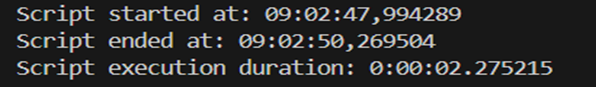 Script started at: 09:02:47,994289
Script ended at: 09:02:50,269504
Script execution duration: 0:00:02.275215